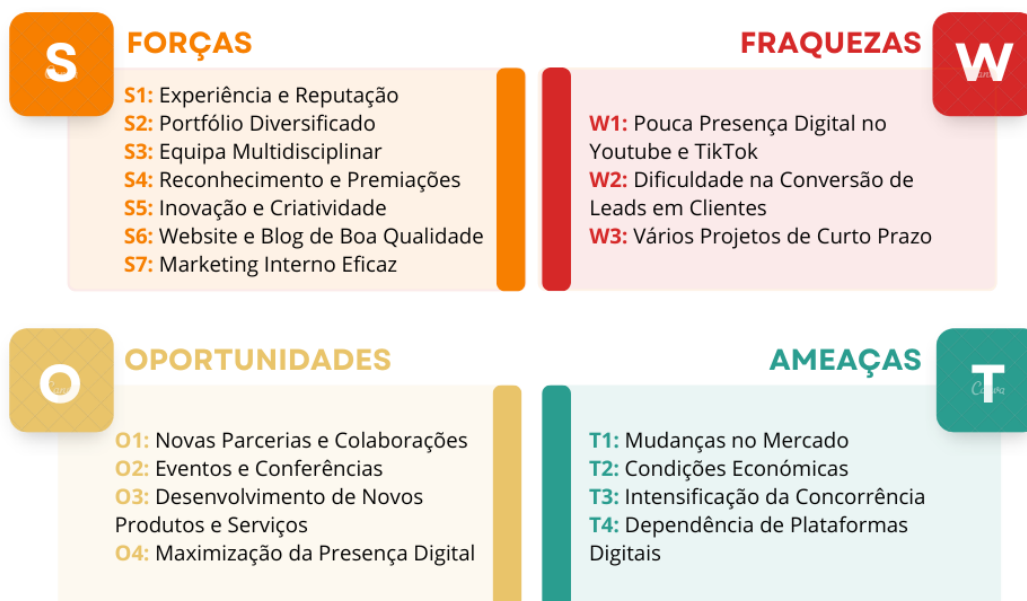 S
FORÇAS
S1: Experiência e Reputação
S2: Portfólio Diversificado
S3: Equipa Multidisciplinar
S4: Reconhecimento e Premiações
S5: Inovação e Criatividade
S6: Website e Blog de Boa Qualidade
S7: Marketing Interno Eficaz
FRAQUEZAS
W
W1: Pouca Presença Digital no
Youtube e TikTok
W2: Dificuldade na Conversão de
Leads em Clientes
W3: Vários Projetos de Curto Prazo
O
OPORTUNIDADES
O1: Novas Parcerias e Colaborações
O2: Eventos e Conferências
O3: Desenvolvimento de Novos
Produtos e Serviços
O4: Maximização da Presença Digital
AMEAÇAS
T
Canva
T1: Mudanças no Mercado
T2: Condições Económicas
T3: Intensificação da Concorrência
T4: Dependência de Plataformas
Digitais